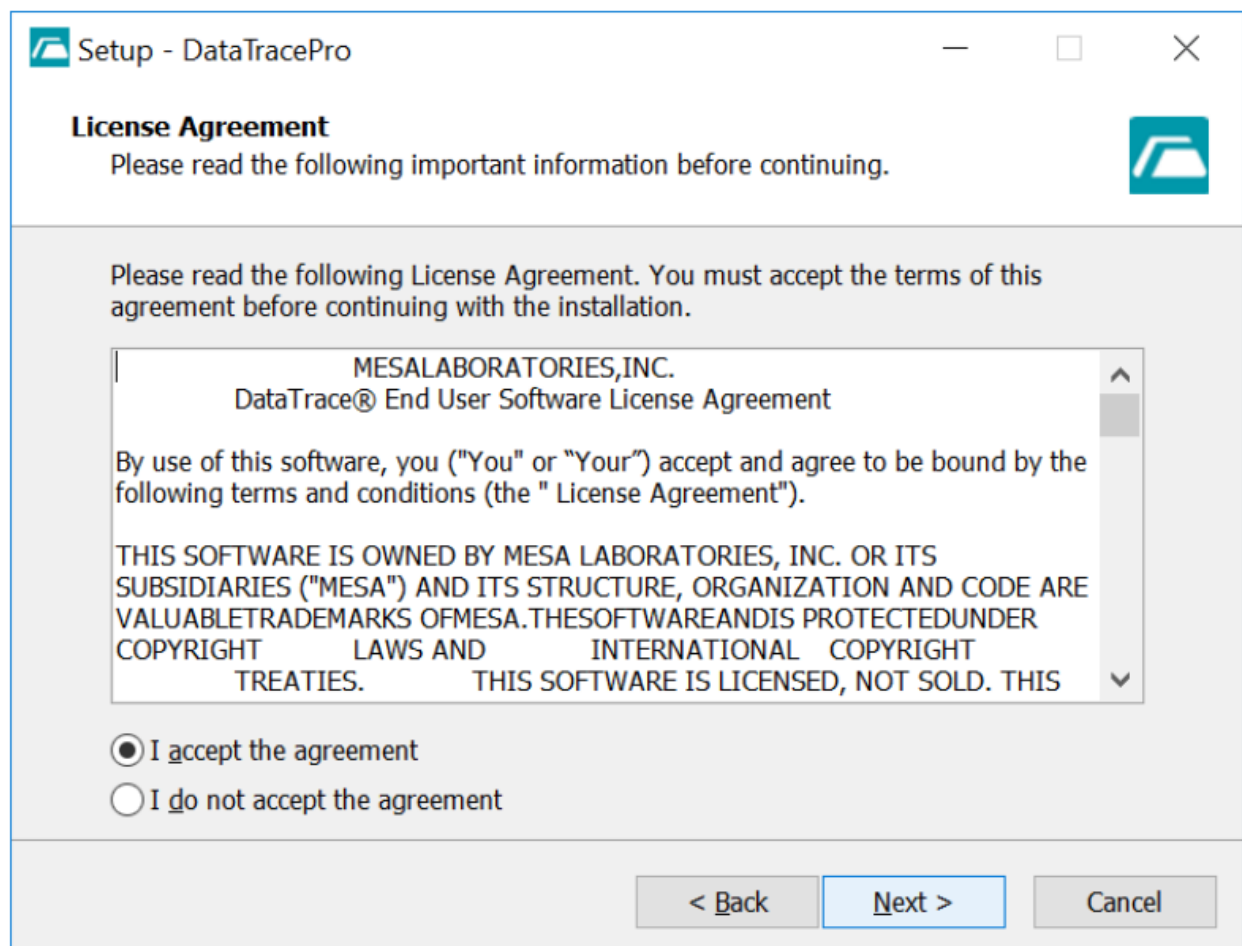 Setup - DataTracePro
License Agreement
Please read the following important information before continuing.
Please read the following License Agreement. You must accept the terms of this
agreement before continuing with the installation.
MESALABORATORIES,INC.
DataTrace® End User Software License Agreement
By use of this software, you ("You" or “Your”) accept and agree to be bound by the
following terms and conditions (the " License Agreement").
THIS SOFTWARE IS OWNED BY MESA LABORATORIES, INC. OR ITS
SUBSIDIARIES ("MESA") AND ITS STRUCTURE, ORGANIZATION AND CODE ARE
VALUABLETRADEMARKS OFMESA.THESOFTWAREANDIS PROTECTEDUNDER
COPYRIGHT LAWS AND INTERNATIONAL COPYRIGHT
TREATIES. THIS SOFTWARE IS LICENSED, NOT SOLD. THIS
I accept the agreement
I do not accept the agreement
< Back Next > Cancel